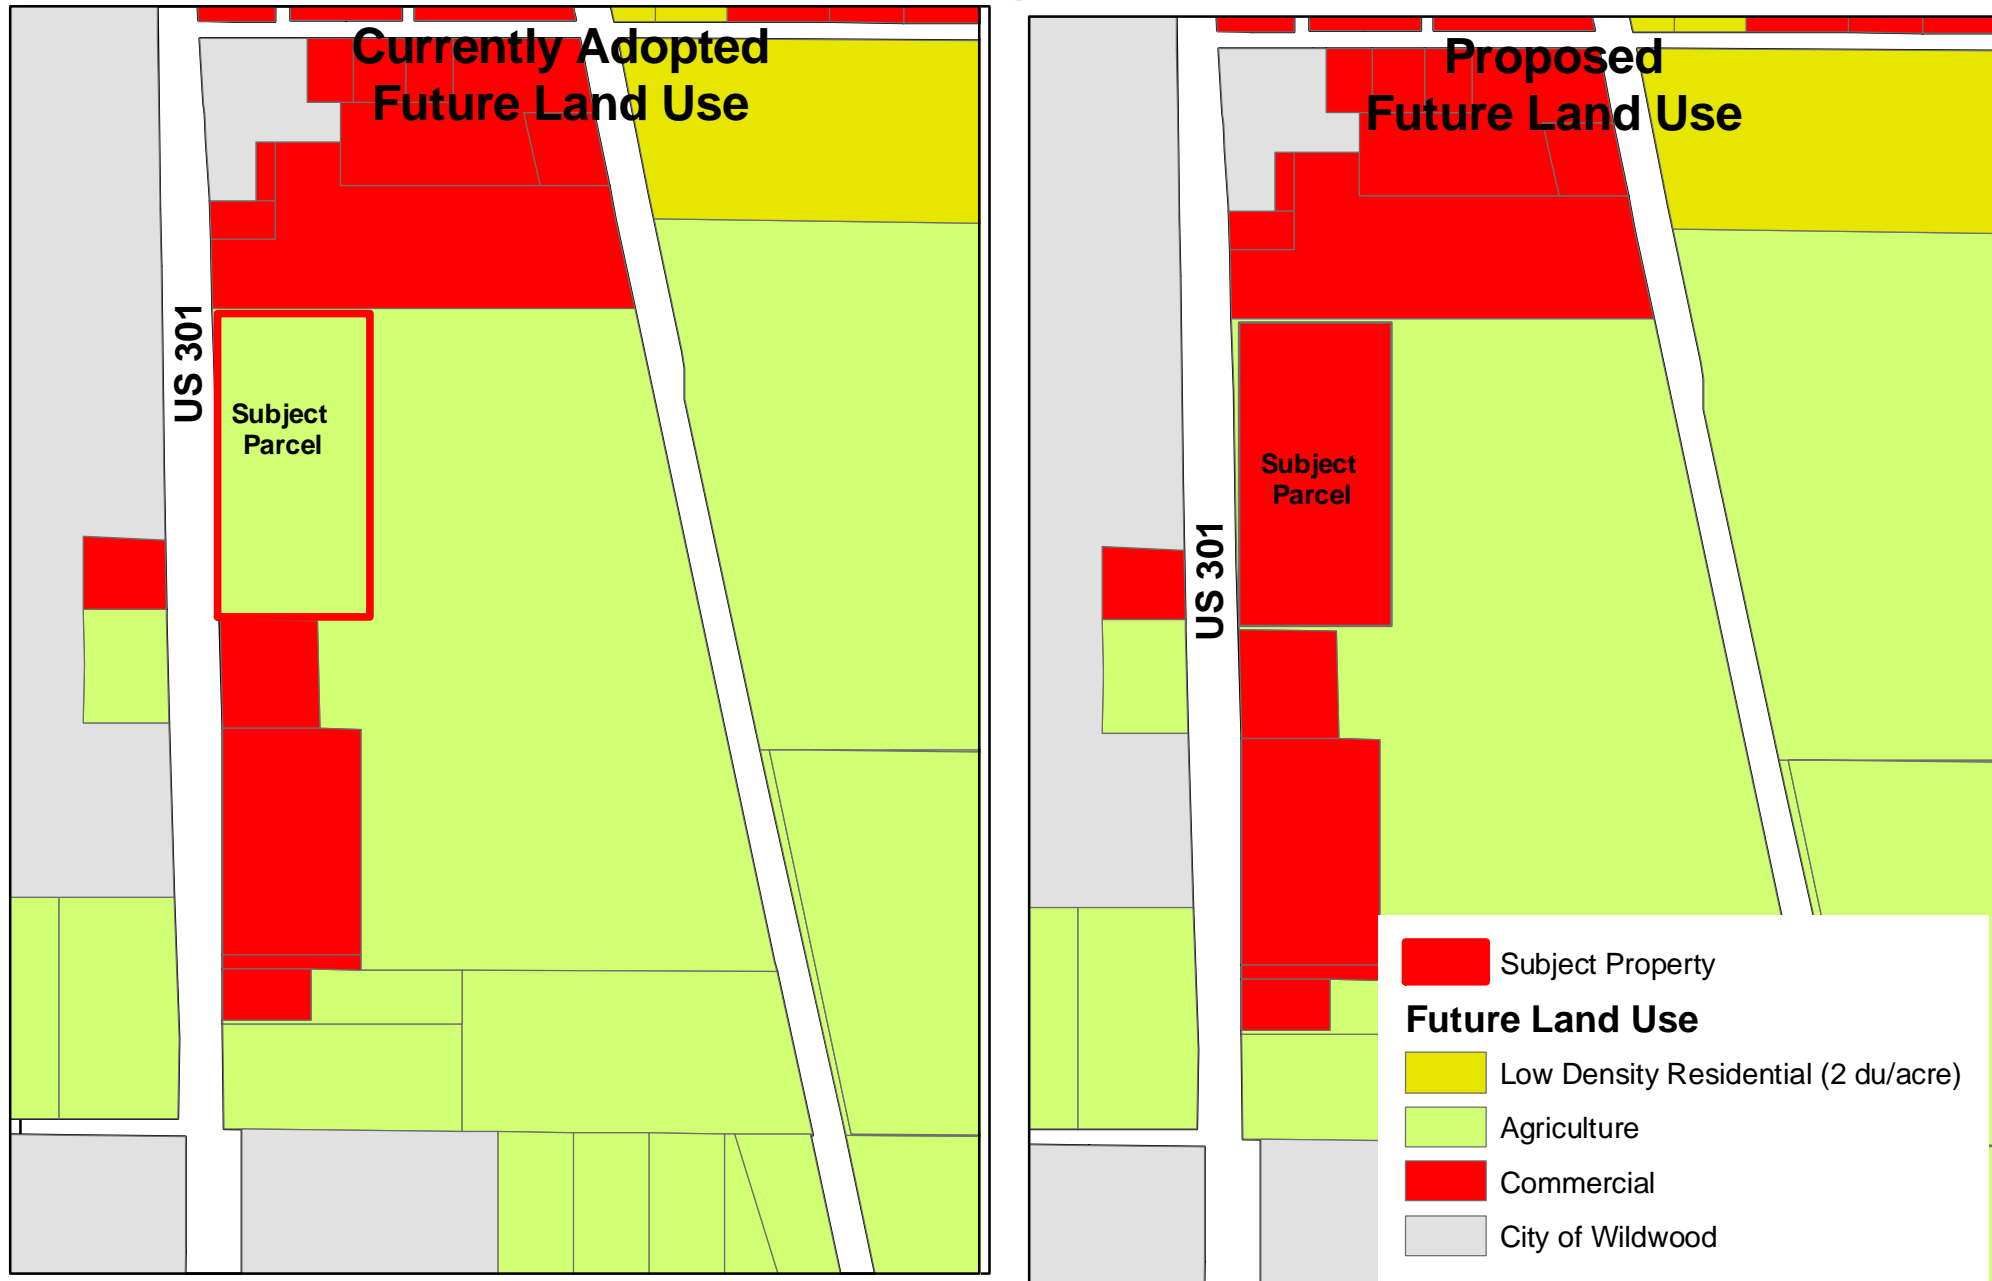 Currently Adopted
Future Land Use
US 301
Subject
Parcel
Proposed
Future Land Use
US 301
Subject
Parcel
Subject Property
Future Land Use
Low Density Residential (2 du/acre)
Agriculture
Commercial
City of Wildwood